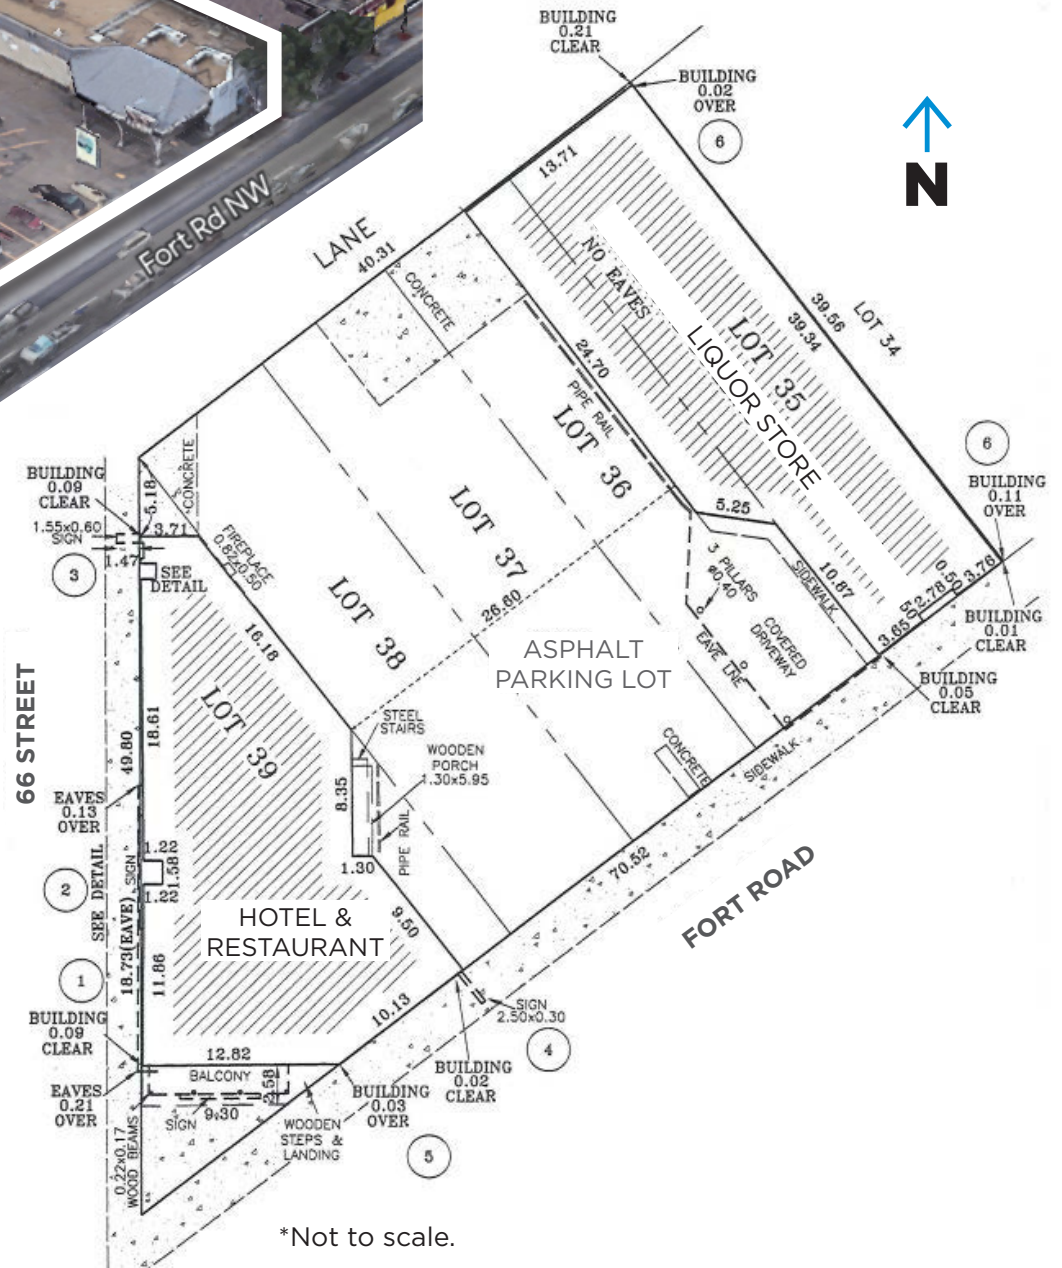 Fort Rd NW
BUILDING
0.21
CLEAR
BUILDING
0.02
OVER
6
N
13.71
LANE
40.31
CONCRETE
NO EAVES
24.70
PIPE RAIL
LOT 36
LOT 35
LIQUOR STORE
39.56
39.34
LOT 34
6
BUILDING
0.11
OVER
BUILDING
0.09
CLEAR
5.18
CONCRETE
1.55x0.60
SIGN
3.71
1.47
3
SEE
DETAIL
FIREPLACE
0.82x0.50
LOT 37
5.25
3 PILLARS
ø0.40
SIDEWALK
10.87
0.50
3.76
2.78
.50
3.65
BUILDING
0.01
CLEAR
LOT 38
26.60
16.18
COVERED
DRIVEWAY
EAVE LINE
ASPHALT
PARKING LOT
BUILDING
0.05
CLEAR
66 STREET
49.80
18.61
LOT 39
STEEL
STAIRS
WOODEN
PORCH
1.30x5.95
CONCRETE
SIDEWALK
EAVES
0.13
OVER
8.35
PIPE RAIL
1.30
1.22
SIGN
1.58
1.22
2
SEE DETAIL
70.52
FORT ROAD
HOTEL &
RESTAURANT
9.50
18.73(EAVE)
11.86
1
BUILDING
0.09
CLEAR
10.13
SIGN
2.50x0.30
4
12.82
BALCONY
2.58
BUILDING
0.02
CLEAR
EAVES
0.21
OVER
SIGN
9.30
BUILDING
0.03
OVER
WOODEN
STEPS &
LANDING
5
0.22x0.17
WOOD BEAMS
*Not to scale.